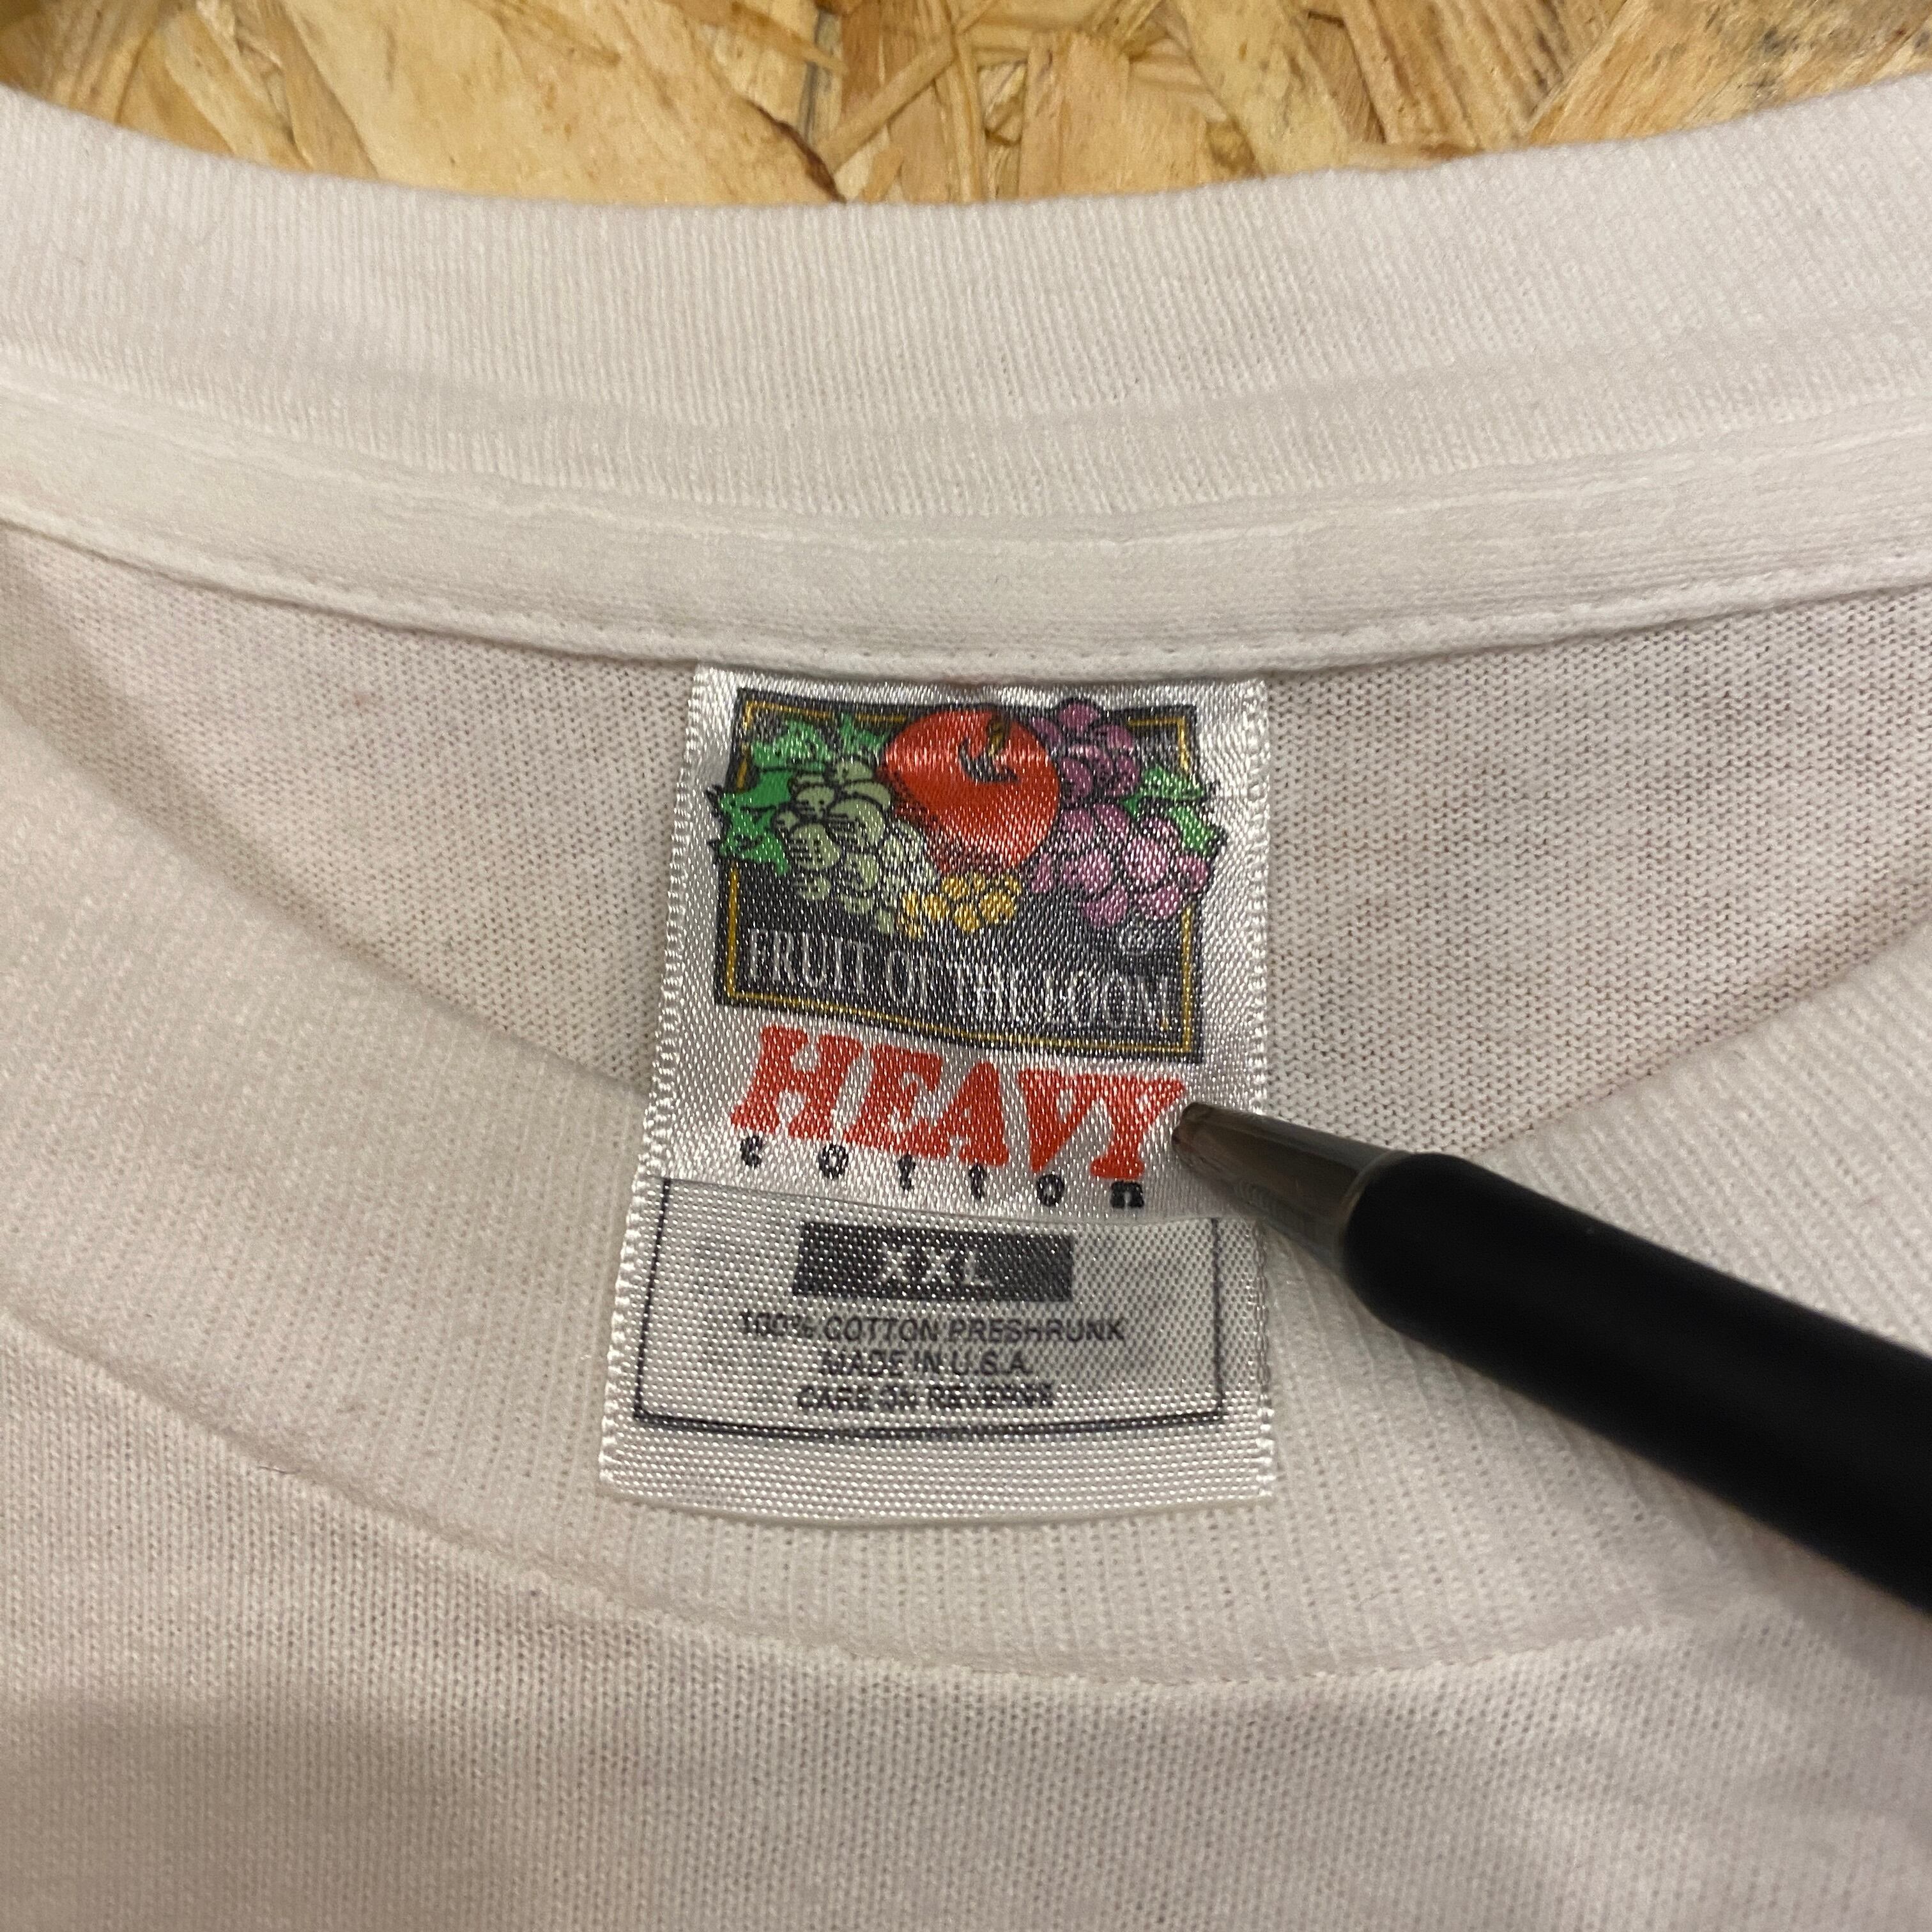 ®
FRUIT OF THE LOOM
HEAVY
cotton
XXL
100% COTTON PRESHRUNK
MADE IN U.S.A.
CARE ON REVERSE